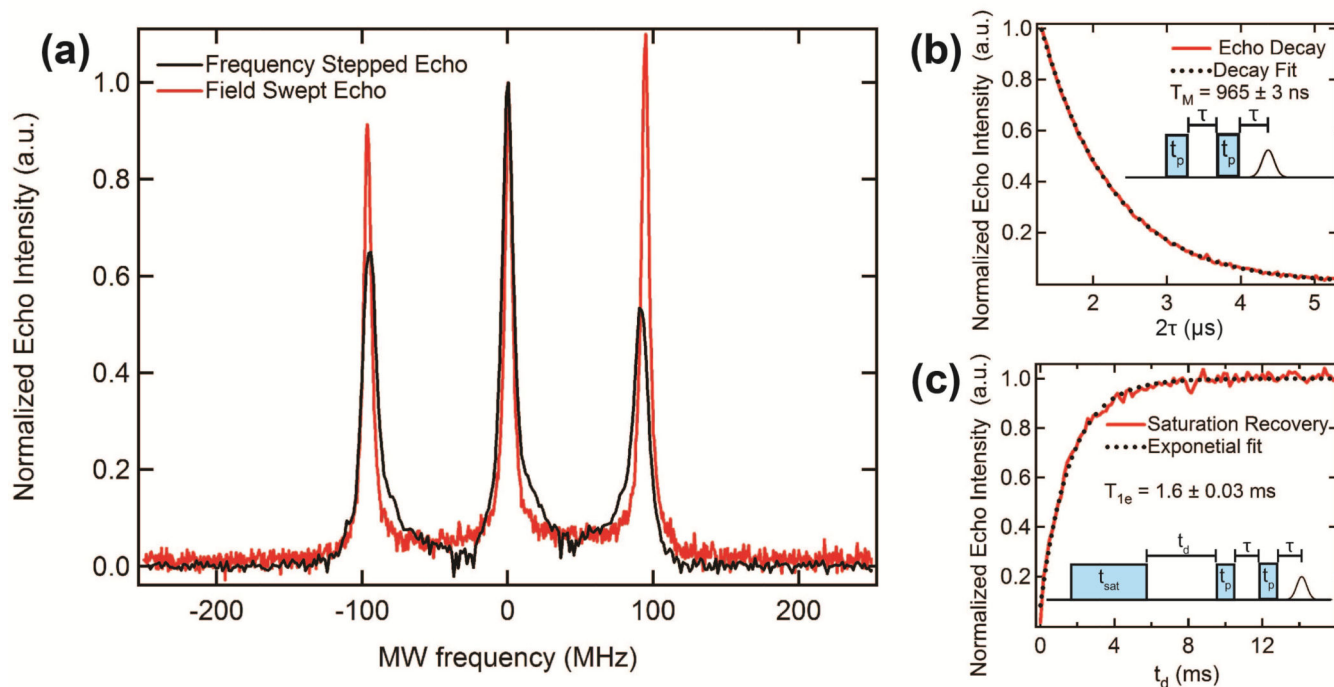 (a)
Normalized Echo Intensity (a.u.)
1.0
0.8
0.6
0.4
0.2
0.0
Frequency Stepped Echo
Field Swept Echo
-200
-100
0
100
200
MW frequency (MHz)
(b)
Normalized Echo Intensity (a.u.)
1.0
0.8
0.6
0.4
0.2
Echo Decay
Decay Fit
T_M = 965 ± 3 ns
τ
τ
t_p
t_p
2
3
4
5
2τ (μs)
(c)
Normalized Echo Intensity (a.u.)
1.0
0.8
0.6
0.4
0.2
Saturation Recovery
Exponetial fit
T_1e = 1.6 ± 0.03 ms
t_d
τ
τ
t_sat
t_p
t_p
0
4
8
12
t_d (ms)